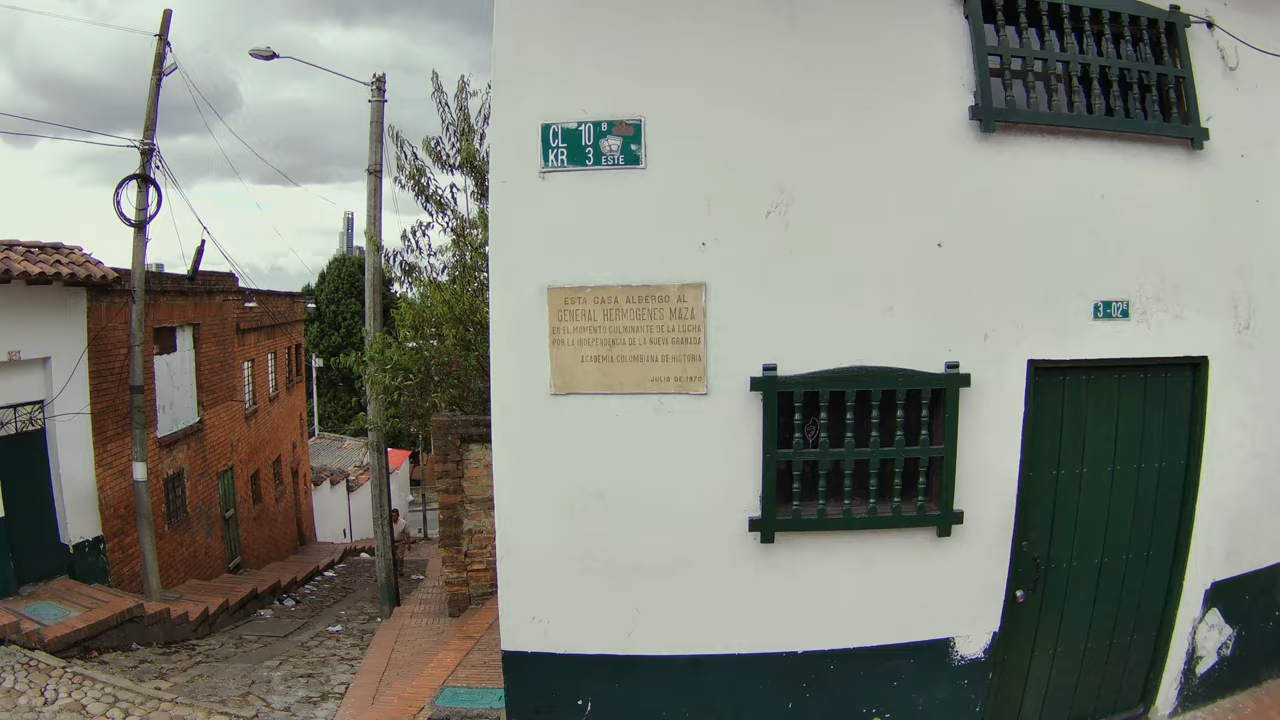 CL 10 B
KR 3 ESTE
ESTA CASA ALBERGO AL
GENERAL HERMOGENES MAZA
EN EL MOMENTO CULMINANTE DE LA LUCHA
POR LA INDEPENDENCIA DE LA NUEVA GRANADA
ACADEMIA COLOMBIANA DE HISTORIA
JULIO DE 1970
3-02 E